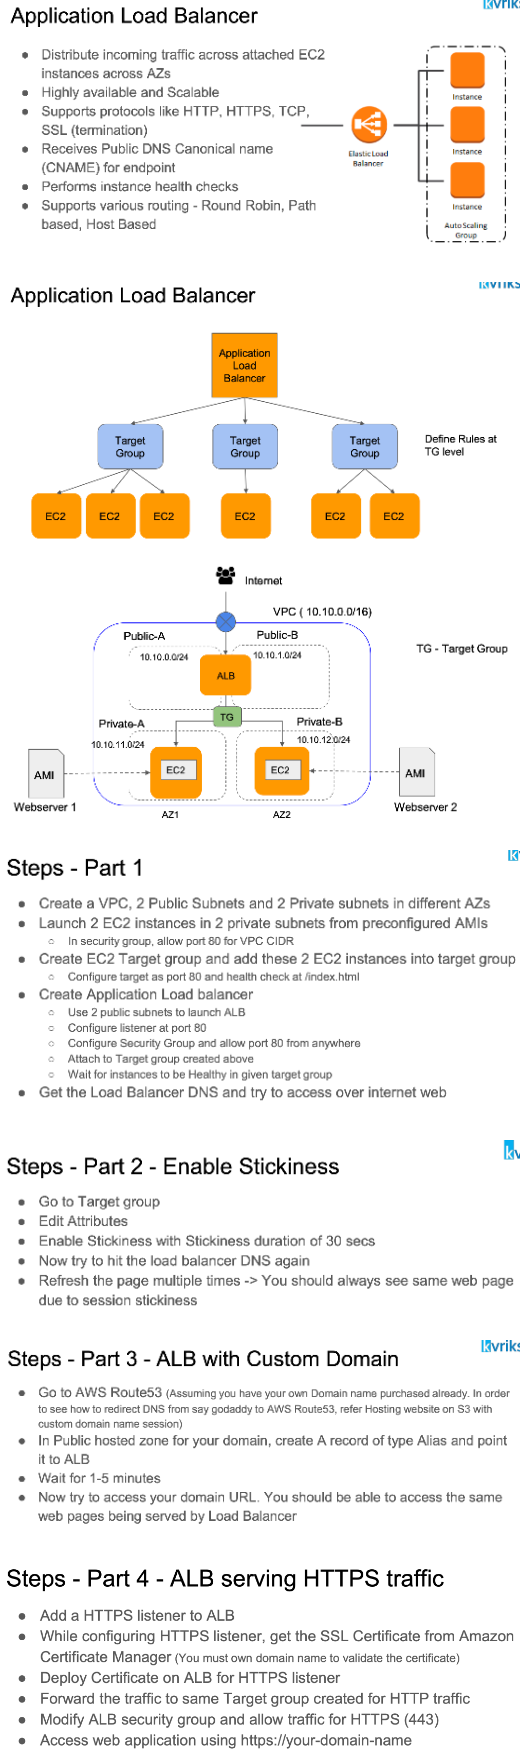 Application Load Balancer
kvriks
● Distribute incoming traffic across attached EC2
instances across AZs
● Highly available and Scalable
● Supports protocols like HTTP, HTTPS, TCP,
SSL (termination)
● Receives Public DNS Canonical name
(CNAME) for endpoint
● Performs instance health checks
● Supports various routing - Round Robin, Path
based, Host Based
Elastic Load
Balancer
Instance
Instance
Instance
Auto Scaling
Group
Application Load Balancer
kvriks
Application
Load
Balancer
Target
Group
Target
Group
Target
Group
Define Rules at
TG level
EC2
EC2
EC2
EC2
EC2
EC2
Internet
VPC ( 10.10.0.0/16)
Public-A
Public-B
10.10.0.0/24
10.10.1.0/24
TG - Target Group
ALB
TG
Private-A
Private-B
10.10.11.0/24
10.10.12.0/24
AMI
EC2
EC2
AMI
Webserver 1
Webserver 2
AZ1
AZ2
Steps - Part 1
k
● Create a VPC, 2 Public Subnets and 2 Private subnets in different AZs
● Launch 2 EC2 instances in 2 private subnets from preconfigured AMIs
○ In security group, allow port 80 for VPC CIDR
● Create EC2 Target group and add these 2 EC2 instances into target group
○ Configure target as port 80 and health check at /index.html
● Create Application Load balancer
○ Use 2 public subnets to launch ALB
○ Configure listener at port 80
○ Configure Security Group and allow port 80 from anywhere
○ Attach to Target group created above
○ Wait for instances to be Healthy in given target group
● Get the Load Balancer DNS and try to access over internet web
kv
Steps - Part 2 - Enable Stickiness
● Go to Target group
● Edit Attributes
● Enable Stickiness with Stickiness duration of 30 secs
● Now try to hit the load balancer DNS again
● Refresh the page multiple times -> You should always see same web page
due to session stickiness
kvriks
Steps - Part 3 - ALB with Custom Domain
● Go to AWS Route53 (Assuming you have your own Domain name purchased already. In order
to see how to redirect DNS from say godaddy to AWS Route53, refer Hosting website on S3 with
custom domain name session)
● In Public hosted zone for your domain, create A record of type Alias and point
it to ALB
● Wait for 1-5 minutes
● Now try to access your domain URL. You should be able to access the same
web pages being served by Load Balancer
Steps - Part 4 - ALB serving HTTPS traffic
● Add a HTTPS listener to ALB
● While configuring HTTPS listener, get the SSL Certificate from Amazon
Certificate Manager (You must own domain name to validate the certificate)
● Deploy Certificate on ALB for HTTPS listener
● Forward the traffic to same Target group created for HTTP traffic
● Modify ALB security group and allow traffic for HTTPS (443)
● Access web application using https://your-domain-name